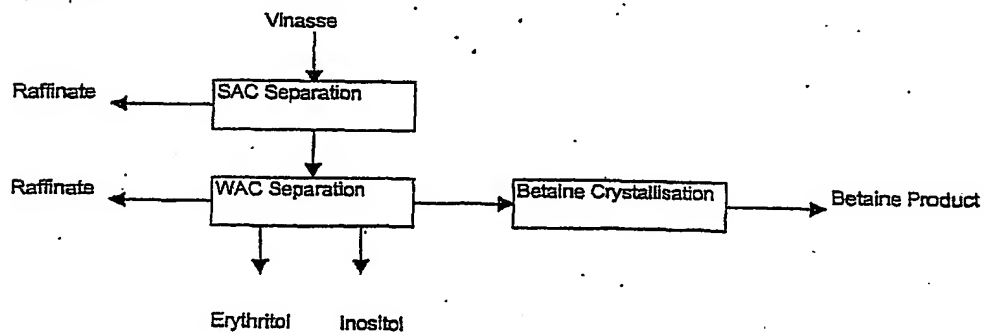 Vinasse
Raffinate
SAC Separation
Raffinate
WAC Separation
Betaine Crystallisation
Betaine Product
Erythritol
Inositol